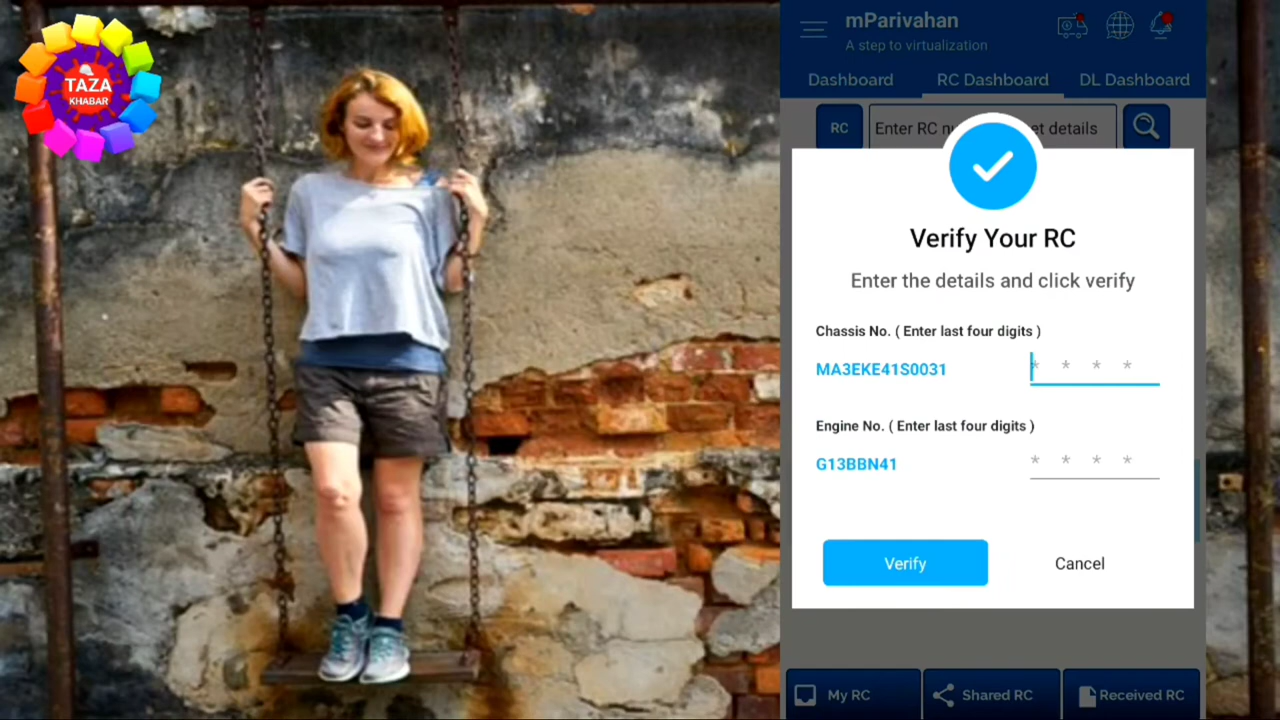 TAZA
KHABAR
mParivahan
A step to virtualization
Dashboard
RC Dashboard
DL Dashboard
RC
Enter RC nu
et details
Verify Your RC
Enter the details and click verify
Chassis No. ( Enter last four digits )
MA3EKE41S0031
* * * *
Engine No. ( Enter last four digits )
G13BBN41
* * * *
Verify
Cancel
My RC
Shared RC
Received RC